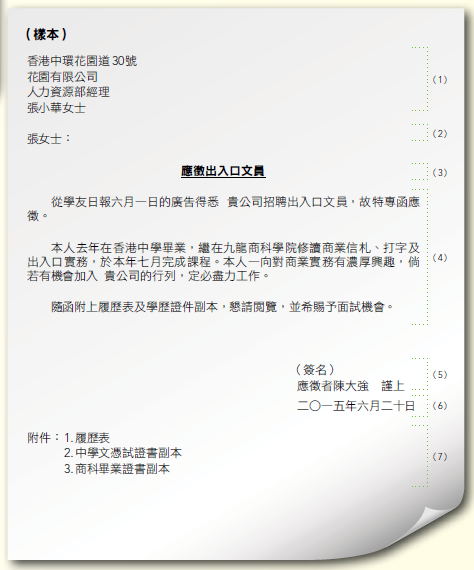 （樣本）
香港中環花園道30號
花園有限公司
人力資源部經理
張小華女士
（1）
張女士：
（2）
應徵出入口文員
（3）
從學友日報六月一日的廣告得悉　貴公司招聘出入口文員，故特專函應
徵。
本人去年在香港中學畢業，繼在九龍商科學院修讀商業信札、打字及
出入口實務，於本年七月完成課程。本人一向對商業實務有濃厚興趣，倘
若有機會加入　貴公司的行列，定必盡力工作。
（4）
隨函附上履歷表及學歷證件副本，懇請閱覽，並希賜予面試機會。
（簽名）
應徵者陳大強　謹上
（5）
二〇一五年六月二十日
（6）
附件：1.履歷表
2.中學文憑試證書副本
3.商科畢業證書副本
（7）